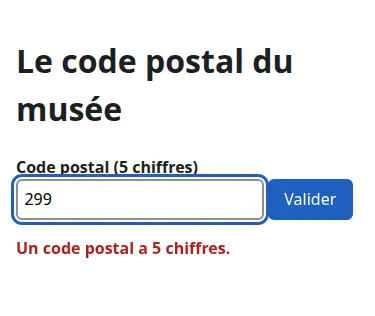 Le code postal du
musée
Code postal (5 chiffres)
299
Valider
Un code postal a 5 chiffres.